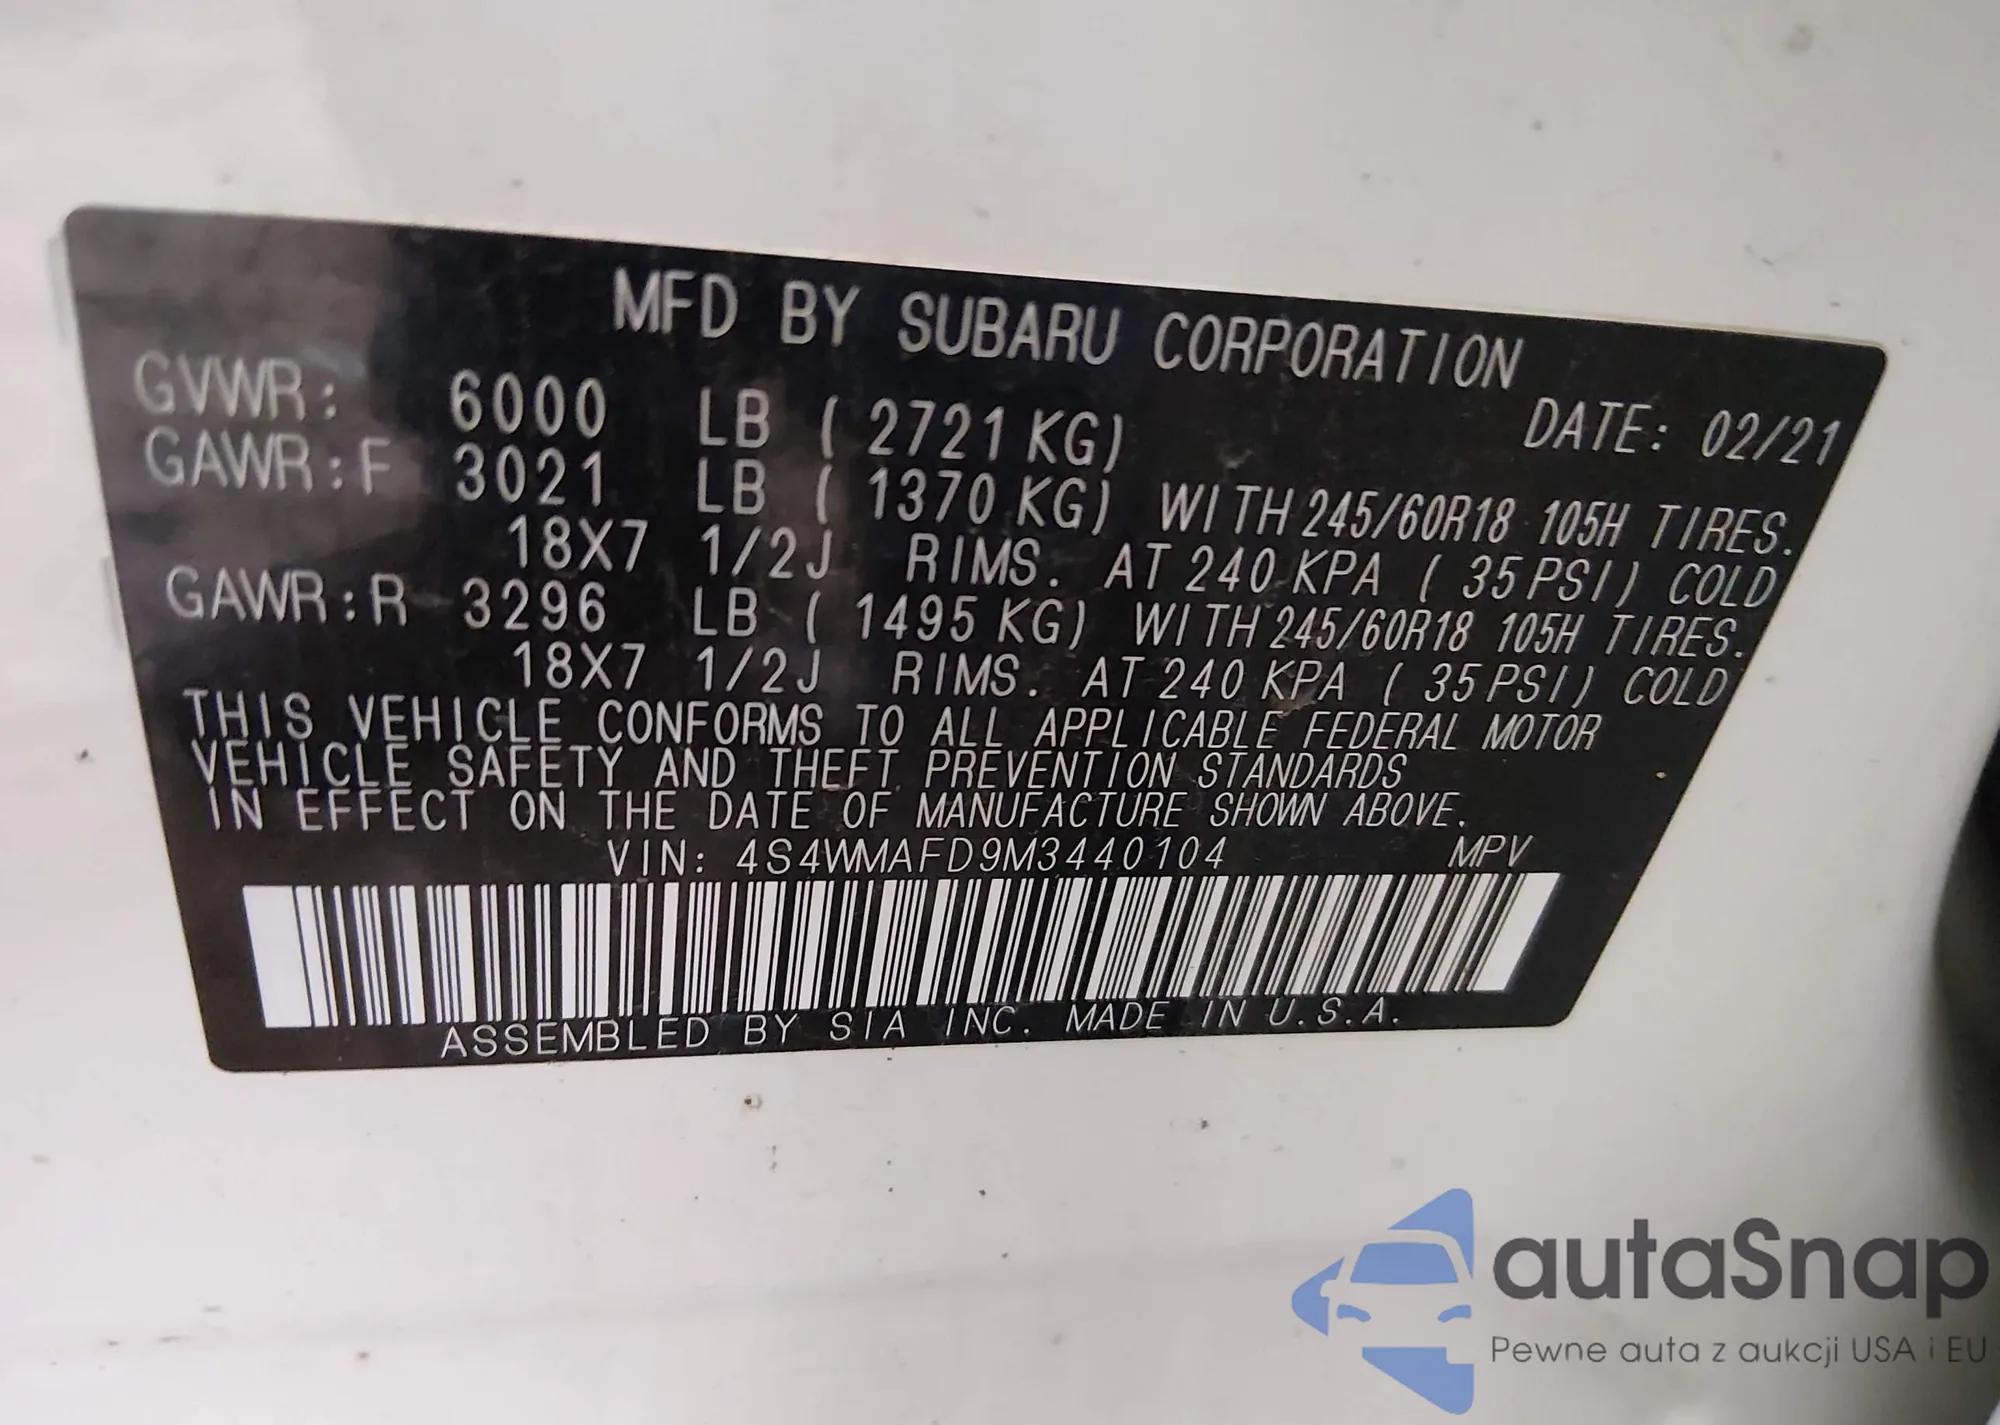 MFD BY SUBARU CORPORATION
DATE: 02/21
GVWR: 6000 LB ( 2721 KG)
GAWR:F 3021 LB ( 1370 KG) WITH 245/60R18 105H TIRES.
18X7 1/2J RIMS. AT 240 KPA ( 35 PSI) COLD
GAWR:R 3296 LB ( 1495 KG) WITH 245/60R18 105H TIRES.
18X7 1/2J RIMS. AT 240 KPA ( 35 PSI) COLD
THIS VEHICLE CONFORMS TO ALL APPLICABLE FEDERAL MOTOR
VEHICLE SAFETY AND THEFT PREVENTION STANDARDS
IN EFFECT ON THE DATE OF MANUFACTURE SHOWN ABOVE.
VIN: 4S4WMAFD9M3440104 MPV
ASSEMBLED BY SIA INC. MADE IN U.S.A.
autaSnap
Pewne auta z aukcji USA i EU